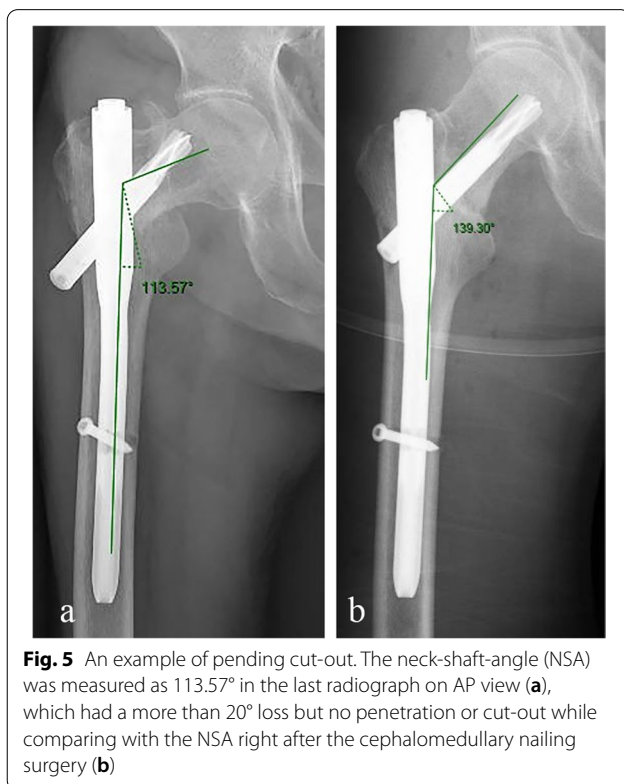 113.57°
a
139.30°
b
Fig. 5 An example of pending cut-out. The neck-shaft-angle (NSA)
was measured as 113.57° in the last radiograph on AP view (a),
which had a more than 20° loss but no penetration or cut-out while
comparing with the NSA right after the cephalomedullary nailing
surgery (b)